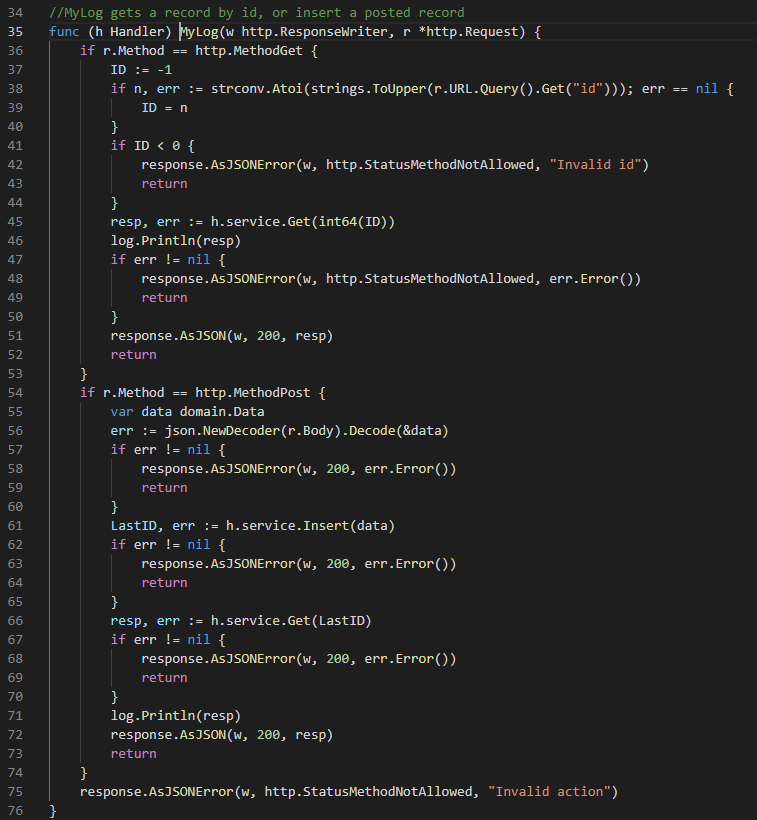 34 //MyLog gets a record by id, or insert a posted record
35 func (h Handler) MyLog(w http.ResponseWriter, r *http.Request) {
36     if r.Method == http.MethodGet {
37         ID := -1
38         if n, err := strconv.Atoi(strings.ToUpper(r.URL.Query().Get("id"))); err == nil {
39             ID = n
40         }
41         if ID < 0 {
42             response.AsJSONError(w, http.StatusMethodNotAllowed, "Invalid id")
43             return
44         }
45         resp, err := h.service.Get(int64(ID))
46         log.Println(resp)
47         if err != nil {
48             response.AsJSONError(w, http.StatusMethodNotAllowed, err.Error())
49             return
50         }
51         response.AsJSON(w, 200, resp)
52         return
53     }
54     if r.Method == http.MethodPost {
55         var data domain.Data
56         err := json.NewDecoder(r.Body).Decode(&data)
57         if err != nil {
58             response.AsJSONError(w, 200, err.Error())
59             return
60         }
61         LastID, err := h.service.Insert(data)
62         if err != nil {
63             response.AsJSONError(w, 200, err.Error())
64             return
65         }
66         resp, err := h.service.Get(LastID)
67         if err != nil {
68             response.AsJSONError(w, 200, err.Error())
69             return
70         }
71         log.Println(resp)
72         response.AsJSON(w, 200, resp)
73         return
74     }
75     response.AsJSONError(w, http.StatusMethodNotAllowed, "Invalid action")
76 }